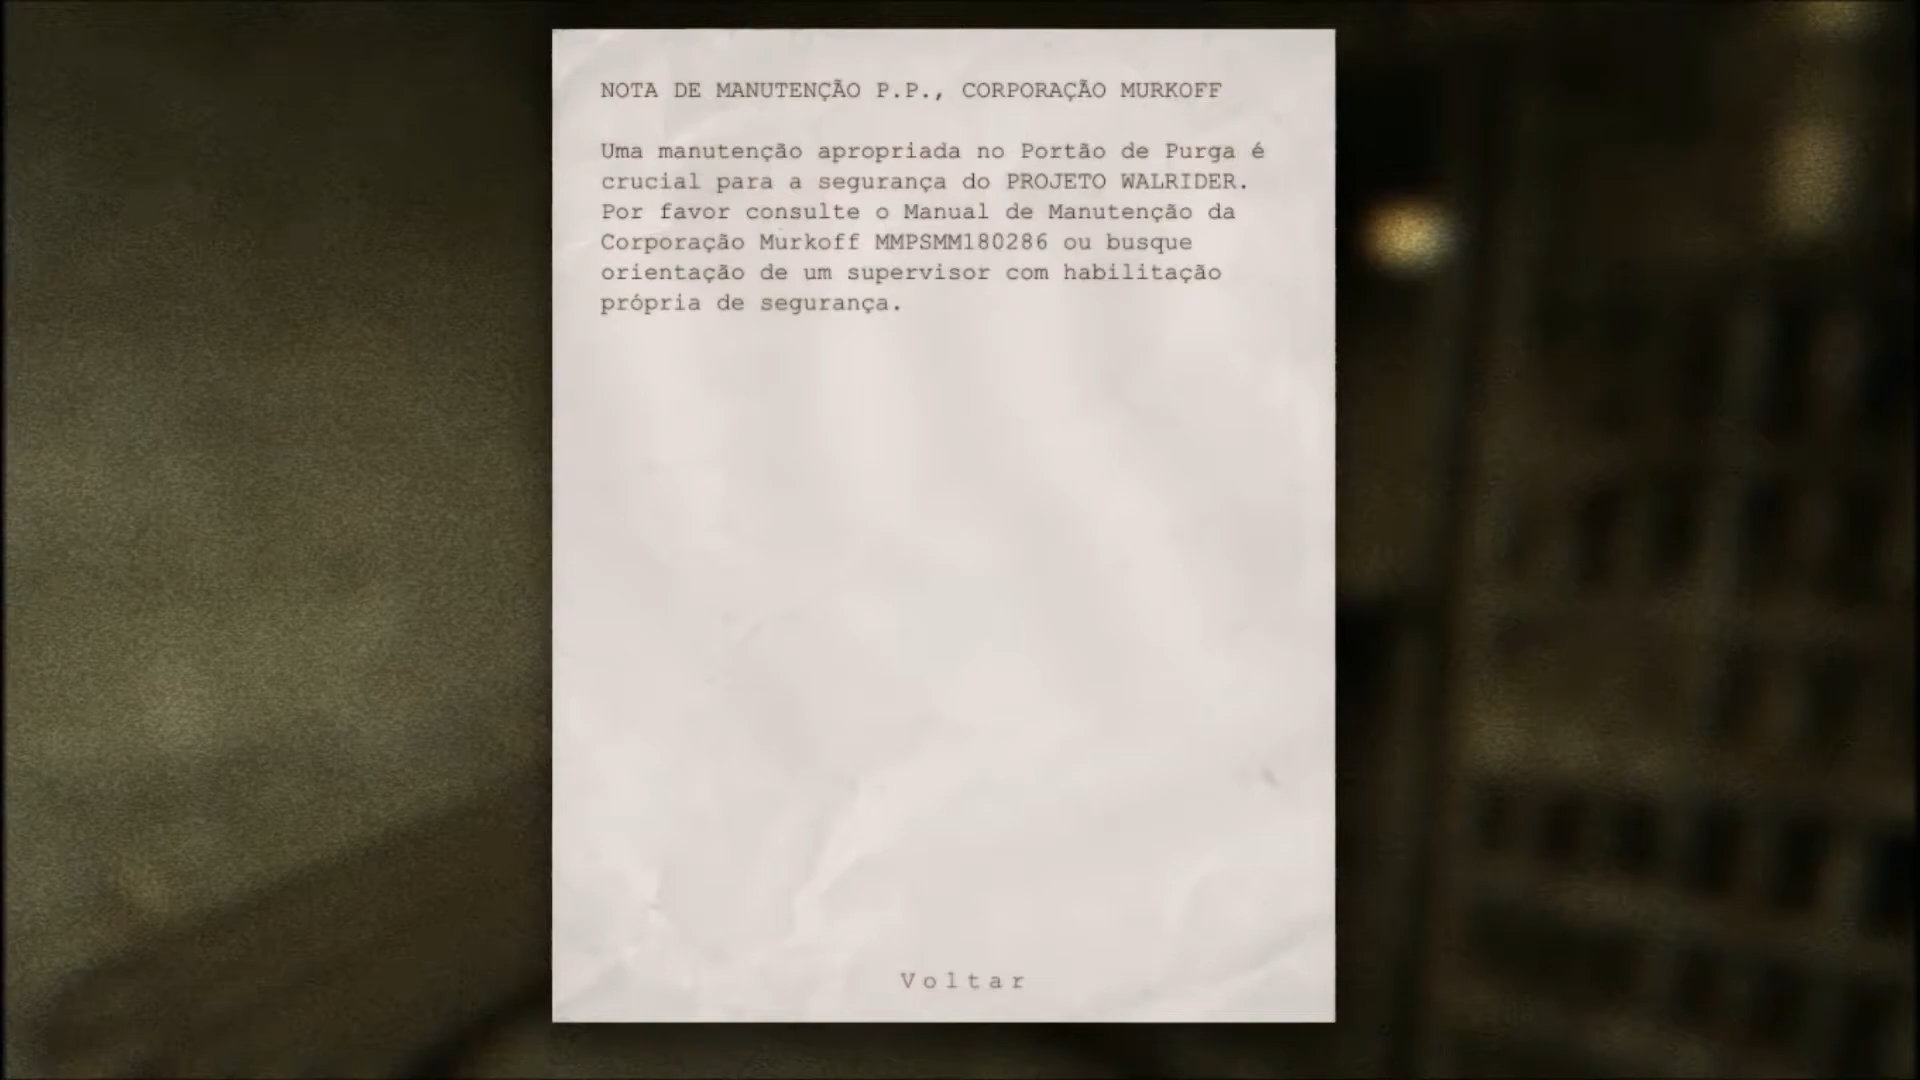 NOTA DE MANUTENÇÃO P.P., CORPORAÇÃO MURKOFF
Uma manutenção apropriada no Portão de Purga é
crucial para a segurança do PROJETO WALRIDER.
Por favor consulte o Manual de Manutenção da
Corporação Murkoff MMPSMM180286 ou busque
orientação de um supervisor com habilitação
própria de segurança.
Voltar